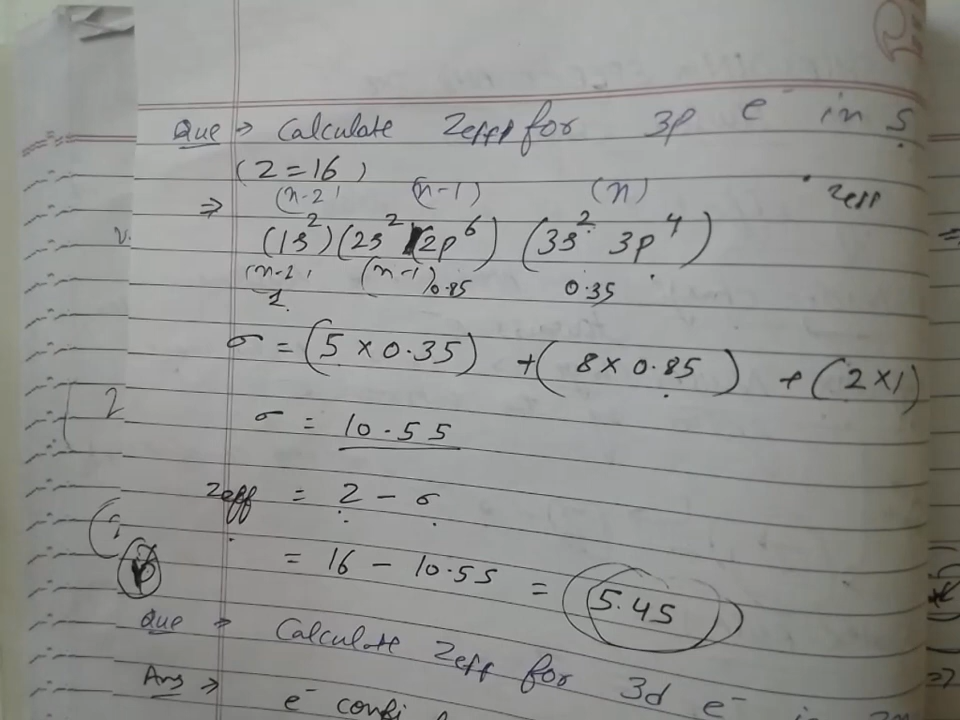 Que → Calculate Zeff for 3p e⁻ in S.
(Z=16)
(n-2) (n-1) (n) Zeff
⇒ (1s²)(2s² 2p⁶) (3s² 3p⁴)
(n-2) (n-1) 0.85 0.35
1
σ = (5×0.35) + (8×0.85) + (2×1)
2
σ = 10.55
Zeff = Z - σ
= 16 - 10.55 = 5.45
Que → Calculate Zeff for 3d e⁻ in
Ans → e⁻ confi